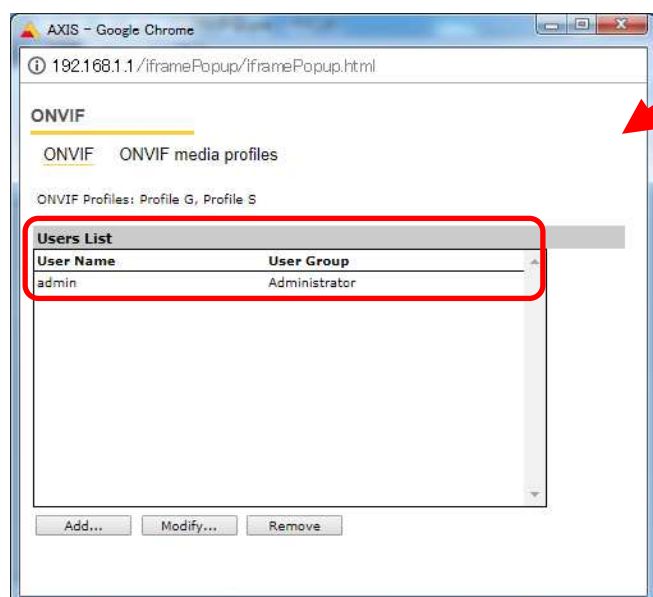 AXIS - Google Chrome
192.168.1.1/iframePopup/iframePopup.html
ONVIF
ONVIF ONVIF media profiles
ONVIF Profiles: Profile G, Profile S
Users List
User Name User Group
admin Administrator
Add... Modify... Remove